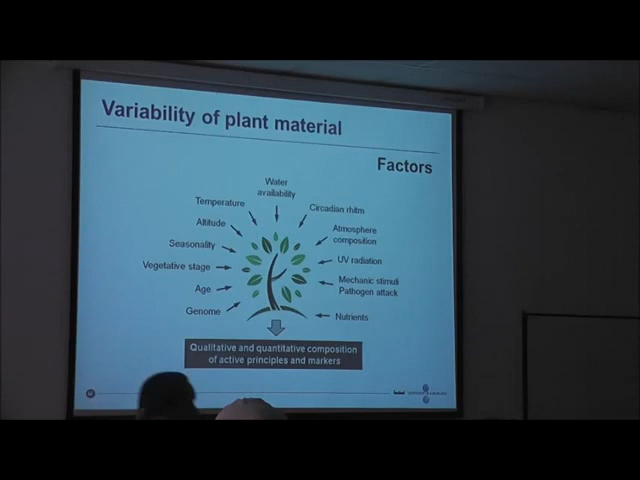 Variability of plant material
Factors
Water
availability
Temperature
Circadian rhitm
Altitude
Atmosphere
composition
Seasonality
UV radiation
Vegetative stage
Mechanic stimuli
Pathogen attack
Age
Genome
Nutrients
Qualitative and quantitative composition
of active principles and markers